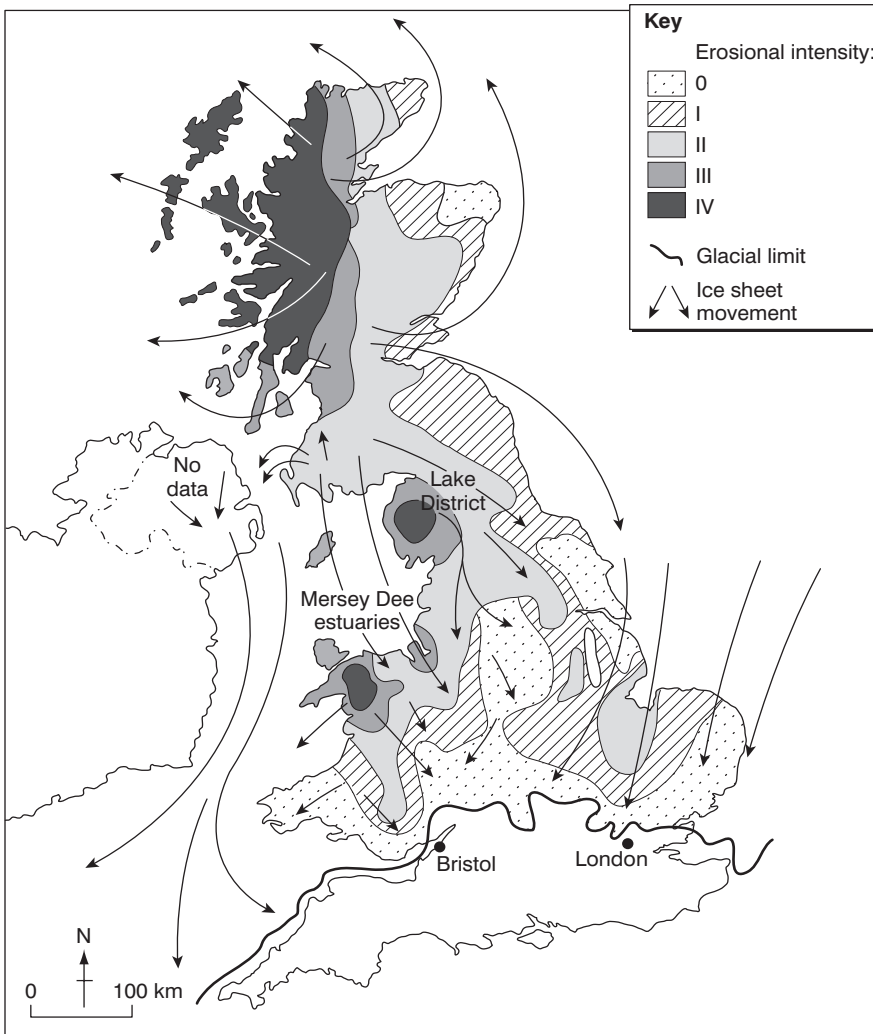 Key
Erosional intensity:
0
I
II
III
IV
Glacial limit
Ice sheet
movement
No
data
Lake
District
Mersey Dee
estuaries
Bristol
London
N
0
100 km